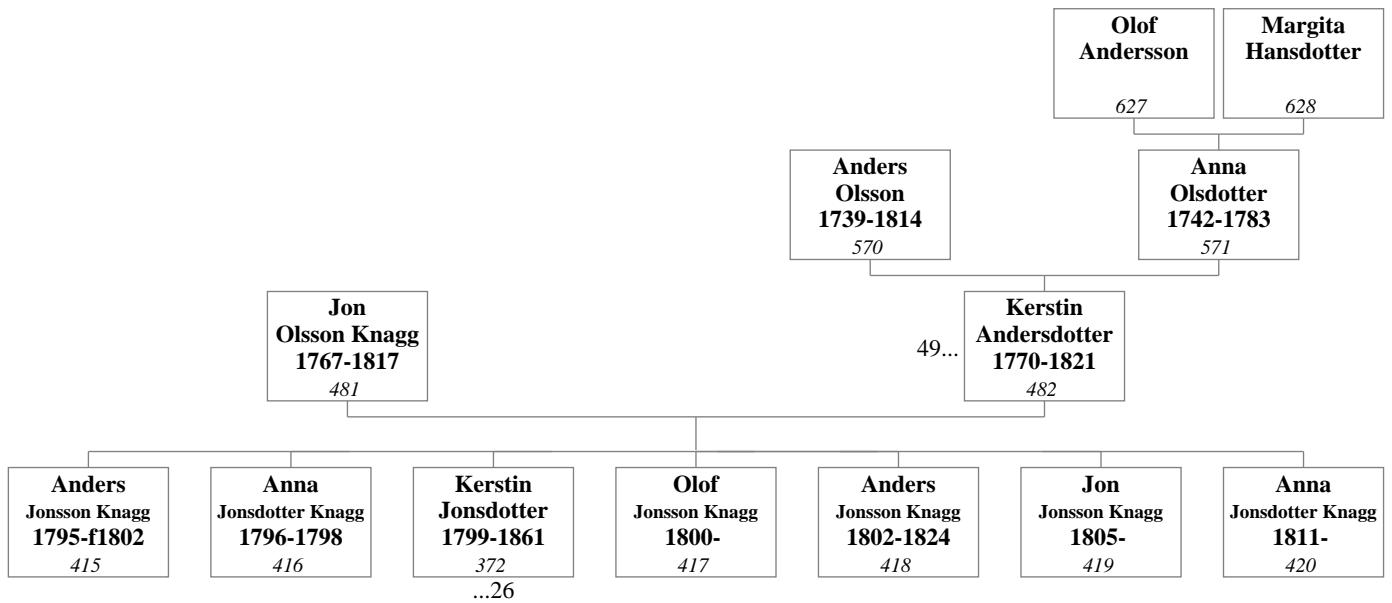 Olof
Andersson
627
Margita
Hansdotter
628
Anders
Olsson
1739-1814
570
Anna
Olsdotter
1742-1783
571
Jon
Olsson Knagg
1767-1817
481
49...
Kerstin
Andersdotter
1770-1821
482
Anders
Jonsson Knagg
1795-f1802
415
Anna
Jonsdotter Knagg
1796-1798
416
Kerstin
Jonsdotter
1799-1861
372
...26
Olof
Jonsson Knagg
1800-
417
Anders
Jonsson Knagg
1802-1824
418
Jon
Jonsson Knagg
1805-
419
Anna
Jonsdotter Knagg
1811-
420